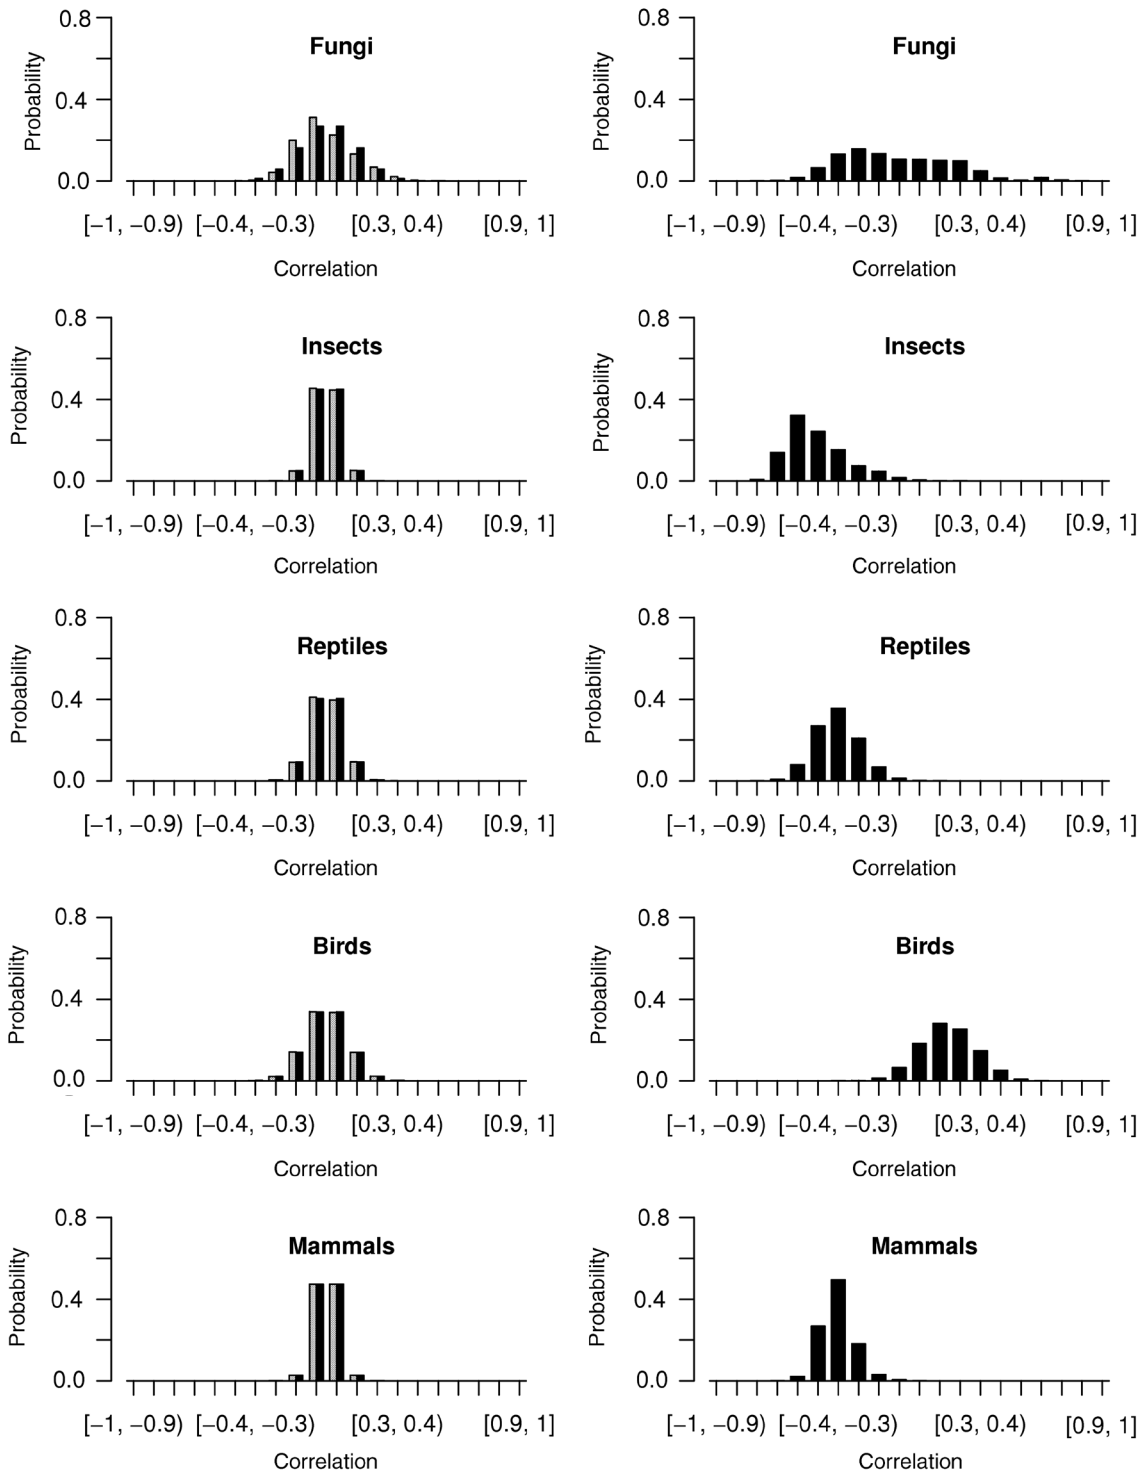 Fungi
Probability
0.8
0.4
0.0
[−1, −0.9) [−0.4, −0.3) [0.3, 0.4) [0.9, 1]
Correlation
Fungi
Probability
0.8
0.4
0.0
[−1, −0.9) [−0.4, −0.3) [0.3, 0.4) [0.9, 1]
Correlation
Insects
Probability
0.8
0.4
0.0
[−1, −0.9) [−0.4, −0.3) [0.3, 0.4) [0.9, 1]
Correlation
Insects
Probability
0.8
0.4
0.0
[−1, −0.9) [−0.4, −0.3) [0.3, 0.4) [0.9, 1]
Correlation
Reptiles
Probability
0.8
0.4
0.0
[−1, −0.9) [−0.4, −0.3) [0.3, 0.4) [0.9, 1]
Correlation
Reptiles
Probability
0.8
0.4
0.0
[−1, −0.9) [−0.4, −0.3) [0.3, 0.4) [0.9, 1]
Correlation
Birds
Probability
0.8
0.4
0.0
[−1, −0.9) [−0.4, −0.3) [0.3, 0.4) [0.9, 1]
Correlation
Birds
Probability
0.8
0.4
0.0
[−1, −0.9) [−0.4, −0.3) [0.3, 0.4) [0.9, 1]
Correlation
Mammals
Probability
0.8
0.4
0.0
[−1, −0.9) [−0.4, −0.3) [0.3, 0.4) [0.9, 1]
Correlation
Mammals
Probability
0.8
0.4
0.0
[−1, −0.9) [−0.4, −0.3) [0.3, 0.4) [0.9, 1]
Correlation